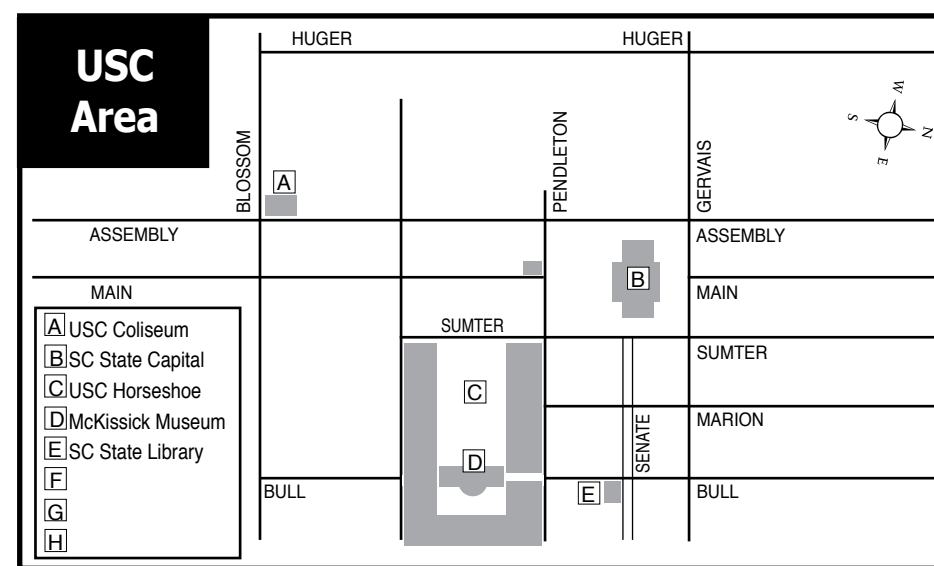 USC
Area
HUGER
HUGER
BLOSSOM
PENDLETON
GERVAIS
W
S
N
E
A
ASSEMBLY
ASSEMBLY
B
MAIN
MAIN
SUMTER
SUMTER
C
MARION
SENATE
D
BULL
E
BULL
A USC Coliseum
B SC State Capital
C USC Horseshoe
D McKissick Museum
E SC State Library
F
G
H